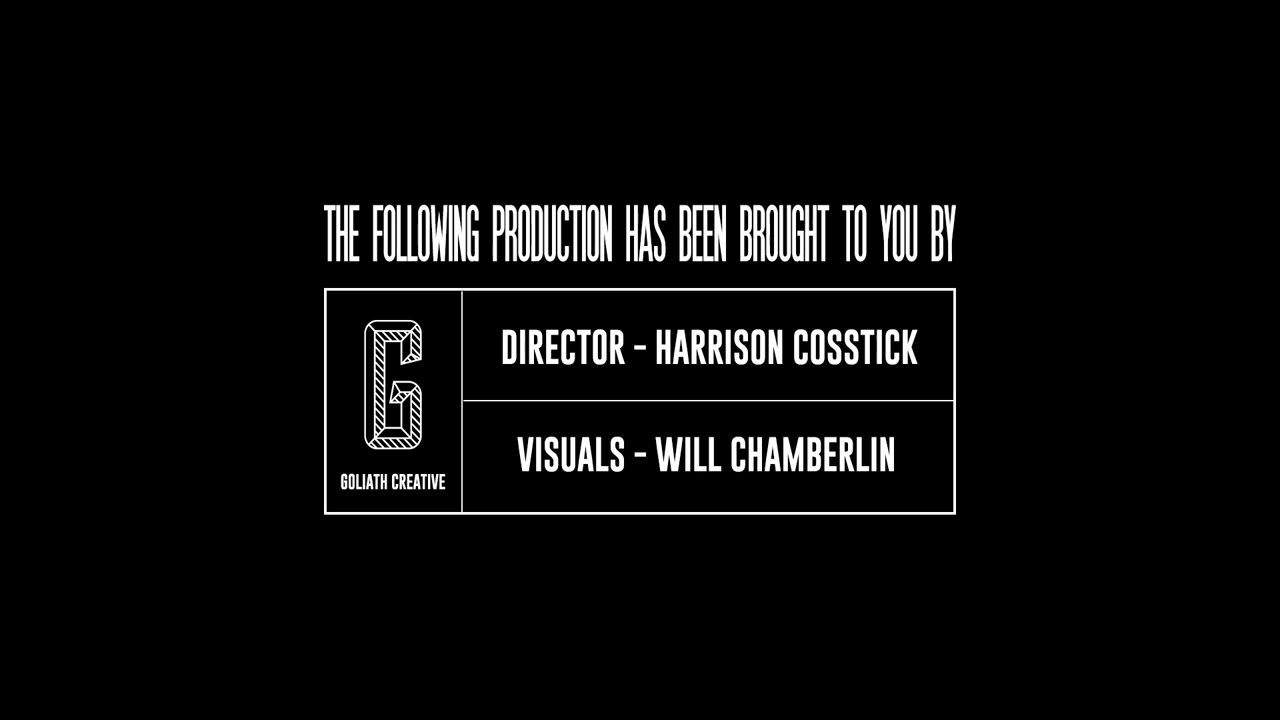 THE FOLLOWING PRODUCTION HAS BEEN BROUGHT TO YOU BY
G
GOLIATH CREATIVE
DIRECTOR - HARRISON COSSTICK
VISUALS - WILL CHAMBERLIN